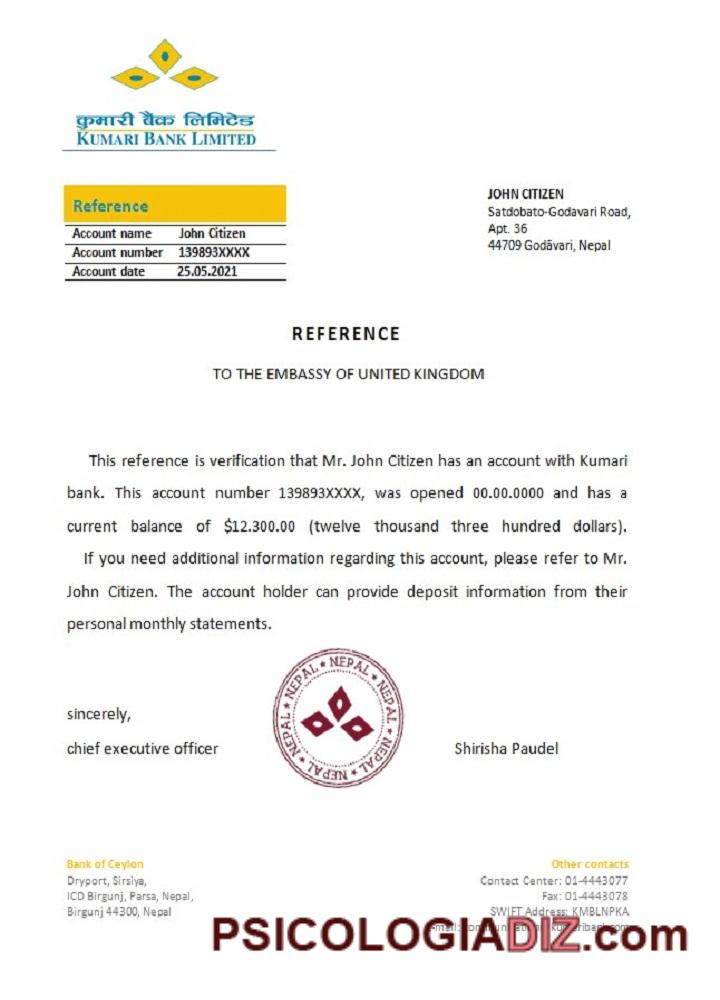 कुमारी बैंक लिमिटेड
KUMARI BANK LIMITED
Reference
Account name John Citizen
Account number 139893XXXX
Account date 25.05.2021
JOHN CITIZEN
Satdobato-Godavari Road,
Apt. 36
44709 Godāvari, Nepal
REFERENCE
TO THE EMBASSY OF UNITED KINGDOM
This reference is verification that Mr. John Citizen has an account with Kumari
bank. This account number 139893XXXX, was opened 00.00.0000 and has a
current balance of $12.300.00 (twelve thousand three hundred dollars).
If you need additional information regarding this account, please refer to Mr.
John Citizen. The account holder can provide deposit information from their
personal monthly statements.
NEPAL ★ NEPAL ★ NEPAL ★ NEPAL ★ NEPAL ★ NEPAL ★ NEPAL ★
sincerely,
chief executive officer
Shirisha Paudel
Bank of Ceylon
Dryport, Sirsiya,
ICD Birgunj, Parsa, Nepal,
Birgunj 44300, Nepal
Other contacts
Contact Center: 01-4443077
Fax: 01-4443078
SWIFT Address: KMBLNPKA
PSICOLOGIADIZ.com